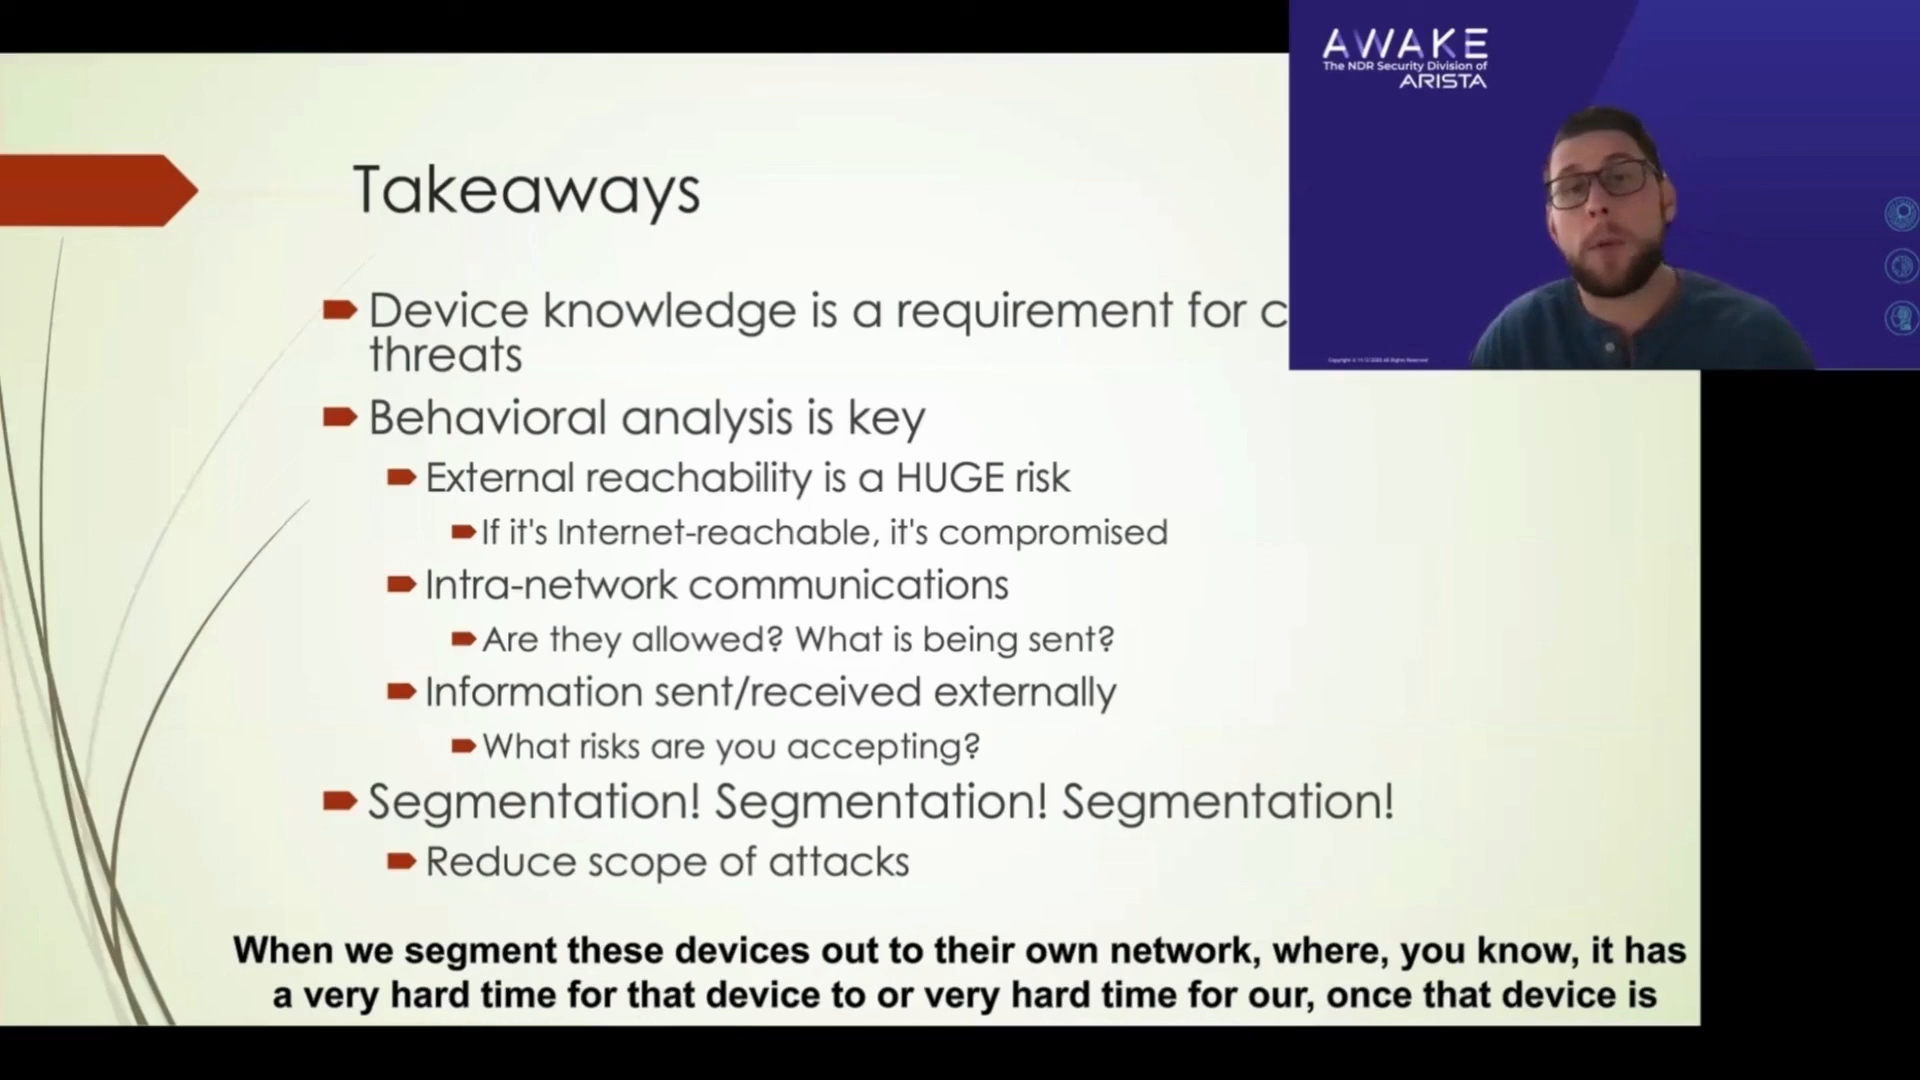 AWAKE
The NDR Security Division of
ARISTA
Takeaways
Device knowledge is a requirement for c
threats
Behavioral analysis is key
External reachability is a HUGE risk
If it's Internet-reachable, it's compromised
Intra-network communications
Are they allowed? What is being sent?
Information sent/received externally
What risks are you accepting?
Segmentation! Segmentation! Segmentation!
Reduce scope of attacks
When we segment these devices out to their own network, where, you know, it has
a very hard time for that device to or very hard time for our, once that device is